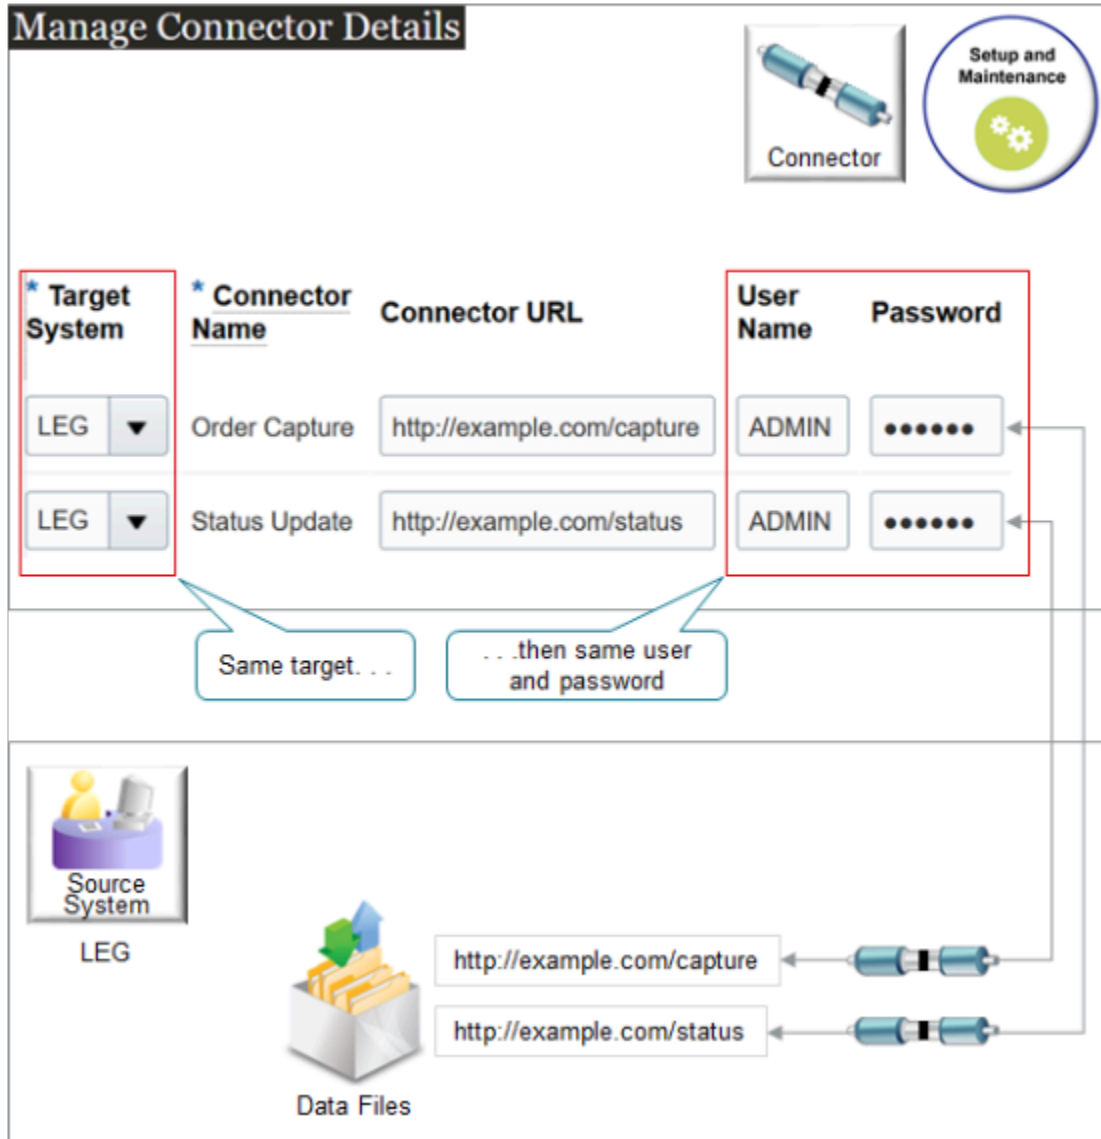 Manage Connector Details
Connector
Setup and
Maintenance
* Target
System
* Connector
Name
Connector URL
User
Name
Password
LEG
Order Capture
http://example.com/capture
ADMIN
●●●●●●
LEG
Status Update
http://example.com/status
ADMIN
●●●●●●
Same target. . .
. . .then same user
and password
Source
System
LEG
http://example.com/capture
http://example.com/status
Data Files